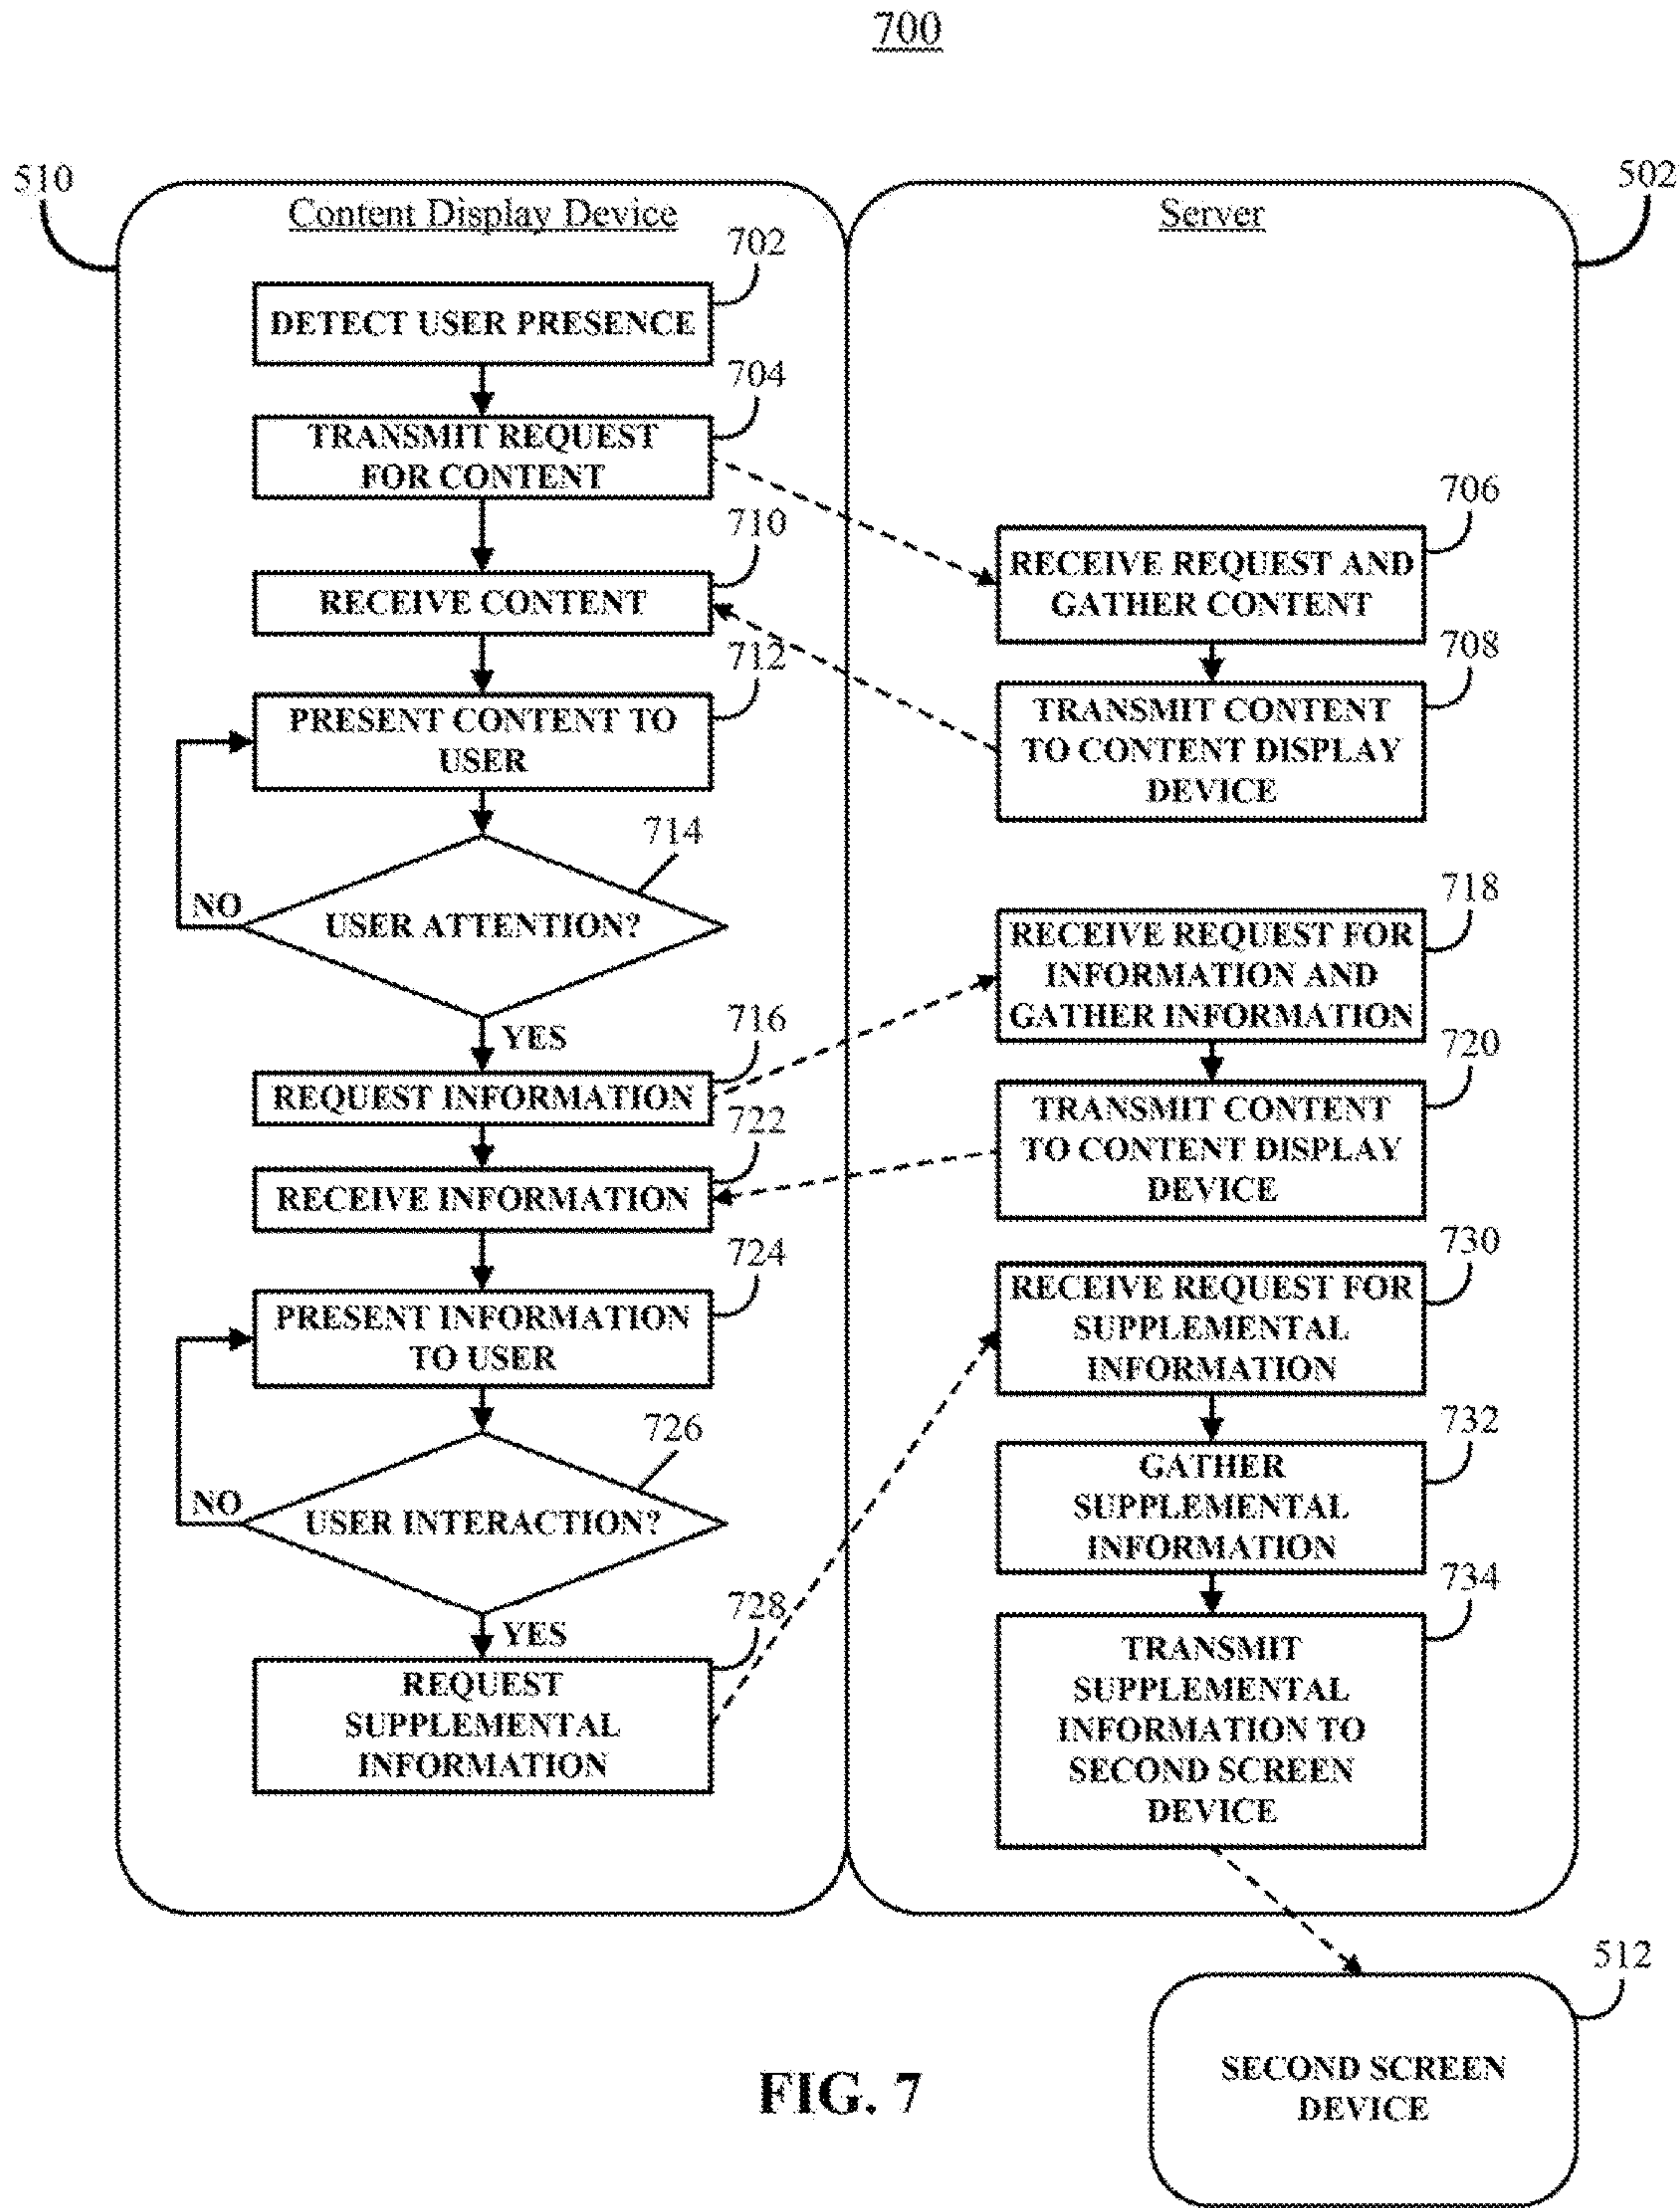 700
510
502
Content Display Device
Server
702
DETECT USER PRESENCE
704
TRANSMIT REQUEST
FOR CONTENT
706
RECEIVE REQUEST AND
GATHER CONTENT
710
RECEIVE CONTENT
708
TRANSMIT CONTENT
TO CONTENT DISPLAY
DEVICE
712
PRESENT CONTENT TO
USER
714
USER ATTENTION?
NO
YES
716
REQUEST INFORMATION
718
RECEIVE REQUEST FOR
INFORMATION AND
GATHER INFORMATION
720
TRANSMIT CONTENT
TO CONTENT DISPLAY
DEVICE
722
RECEIVE INFORMATION
724
PRESENT INFORMATION
TO USER
726
USER INTERACTION?
NO
YES
728
REQUEST
SUPPLEMENTAL
INFORMATION
730
RECEIVE REQUEST FOR
SUPPLEMENTAL
INFORMATION
732
GATHER
SUPPLEMENTAL
INFORMATION
734
TRANSMIT
SUPPLEMENTAL
INFORMATION TO
SECOND SCREEN
DEVICE
512
SECOND SCREEN
DEVICE
FIG. 7